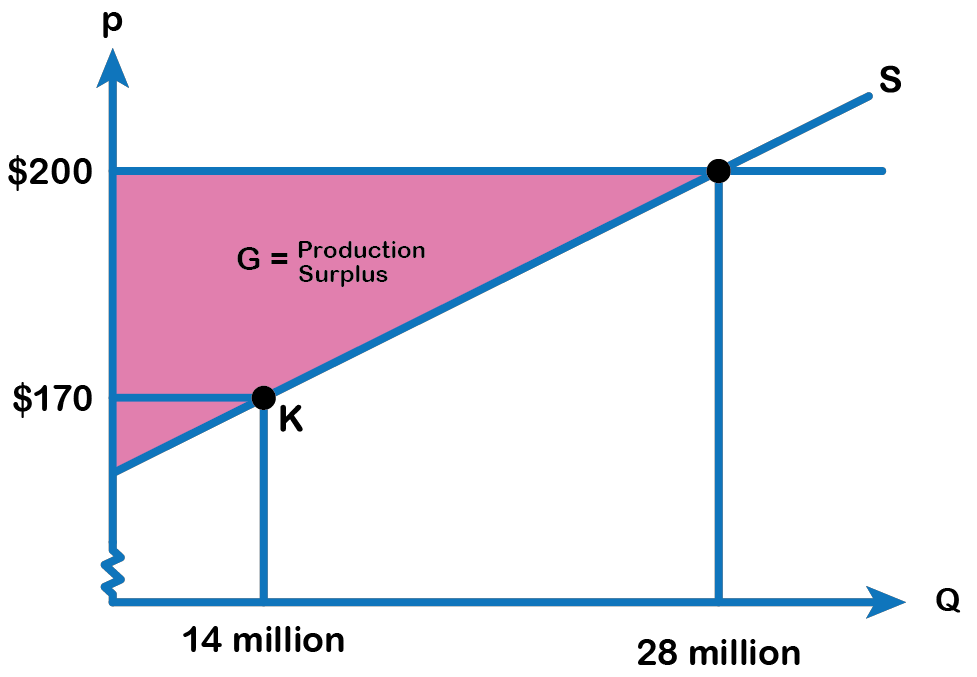 p
S
$200
G = Production
Surplus
$170
K
Q
14 million
28 million